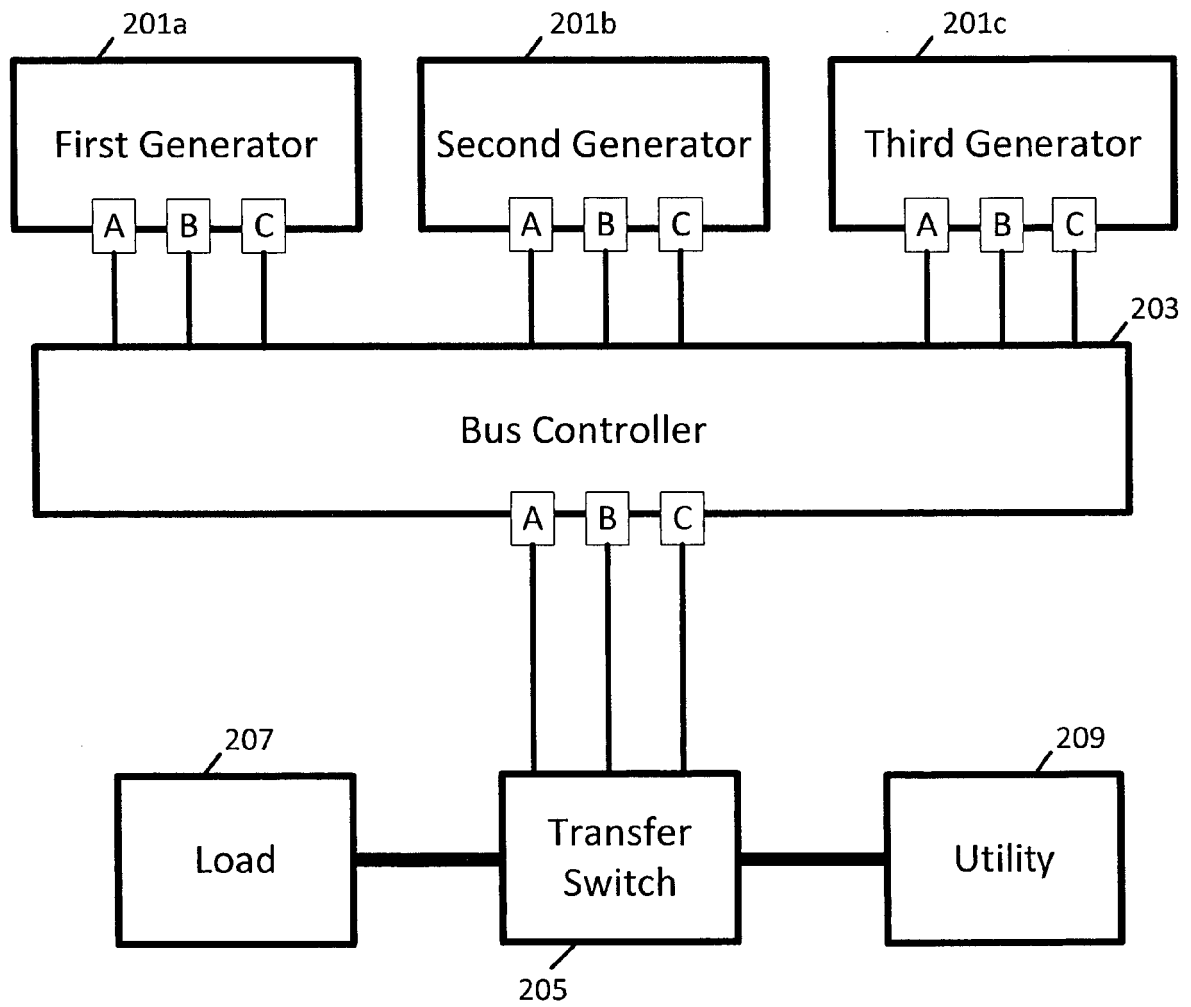 201a
201b
201c
First Generator
Second Generator
Third Generator
A B C
A B C
A B C
203
Bus Controller
A B C
207
209
Load
Transfer
Switch
Utility
205